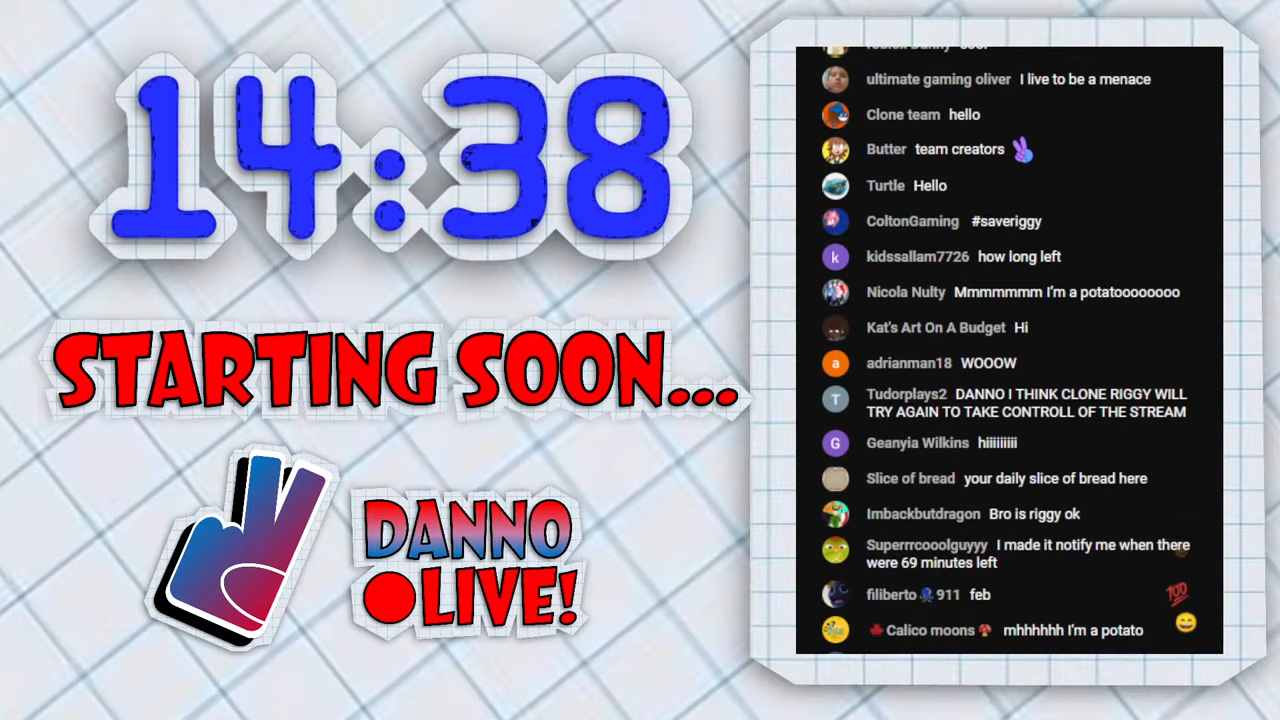 14:38
STARTING SOON...
DANNO
LIVE!
ultimate gaming oliver I live to be a menace
Clone team hello
Butter team creators
Turtle Hello
ColtonGaming #saveriggy
k kidssallam7726 how long left
Nicola Nulty Mmmmmmm I'm a potatoooooooo
Kat's Art On A Budget Hi
a adrianman18 WOOOW
T Tudorplays2 DANNO I THINK CLONE RIGGY WILL
TRY AGAIN TO TAKE CONTROLL OF THE STREAM
G Geanyia Wilkins hiiiiiiiii
Slice of bread your daily slice of bread here
Imbackbutdragon Bro is riggy ok
Superrrcooolguyyy I made it notify me when there
were 69 minutes left
filiberto 911 feb
100
Calico moons mhhhhhh I'm a potato